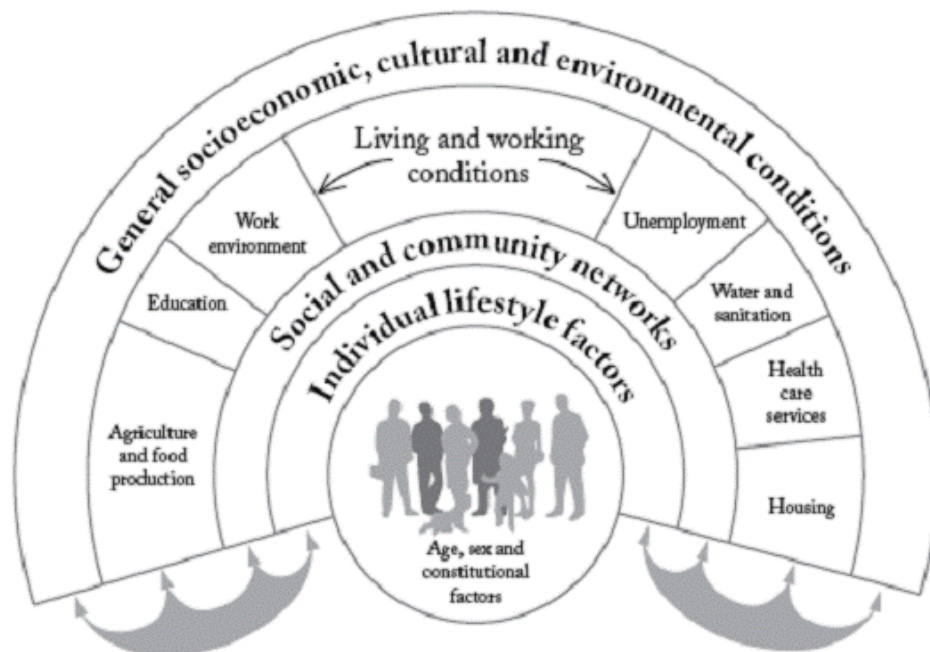 General socioeconomic, cultural and environmental conditions
Living and working
conditions
Work
environment
Unemployment
Education
Water and
sanitation
Agriculture
and food
production
Health
care
services
Housing
Social and community networks
Individual lifestyle factors
Age, sex and
constitutional
factors